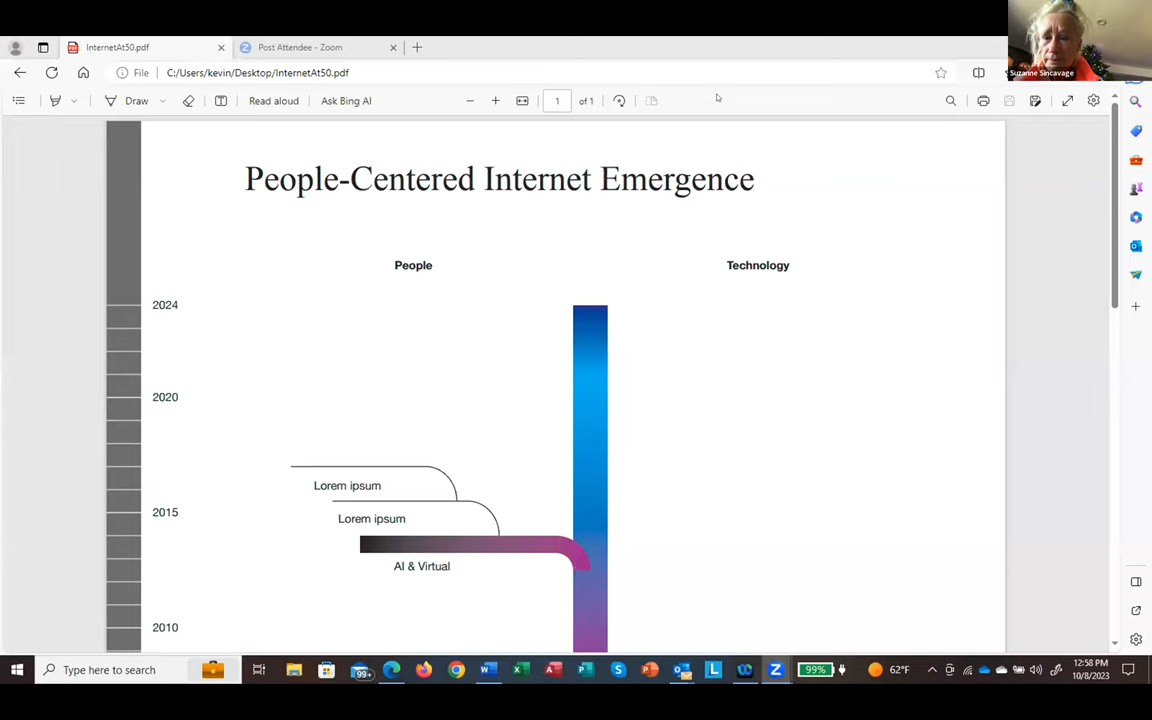 InternetAt50.pdf
Post Attendee - Zoom
File
C:/Users/kevin/Desktop/InternetAt50.pdf
Suzanne Sincavage
Draw
Read aloud
Ask Bing AI
1
of 1
People-Centered Internet Emergence
People
Technology
2024
2020
Lorem ipsum
2015
Lorem ipsum
AI & Virtual
2010
Type here to search
99+
99%
62°F
12:58 PM
10/8/2023